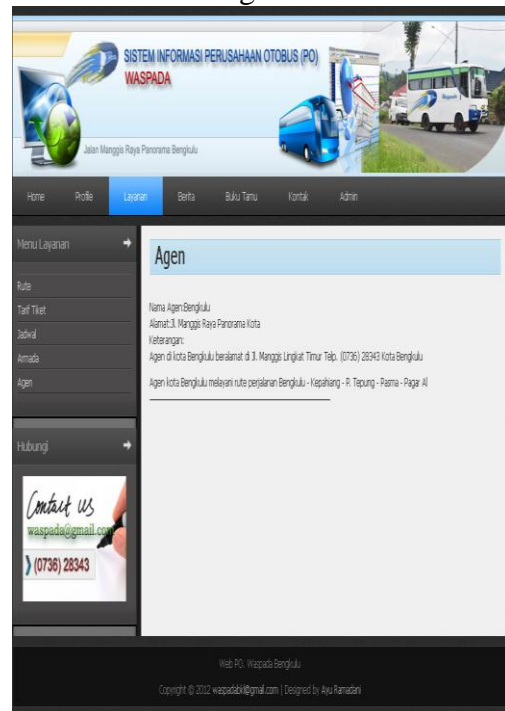 SISTEM INFORMASI PERUSAHAAN OTOBUS (PO)
WASPADA
Jalan Manggis Raya Panorama Bengkulu
Home Profile Layanan Berita Buku Tamu Kontak Admin
Menu Layanan
Rute
Tarif Tiket
Jadwal
Armada
Agen
Hubungi
Contact us
waspada@gmail.com
(0736) 28343
Agen
Nama Agen:Bengkulu
Alamat:Jl. Manggis Raya Panorama Kota
Keterangan:
Agen di kota Bengkulu beralamat di Jl. Manggis Lingkat Timur Telp. (0736) 28343 Kota Bengkulu
Agen kota Bengkulu melayani rute perjalanan Bengkulu - Kepahiang - P. Tepung - Pasma - Pagar Al
Web PO. Waspada Bengkulu
Copyright @ 2012 waspadabkl@gmail.com | Designed by Ayu Ramadani